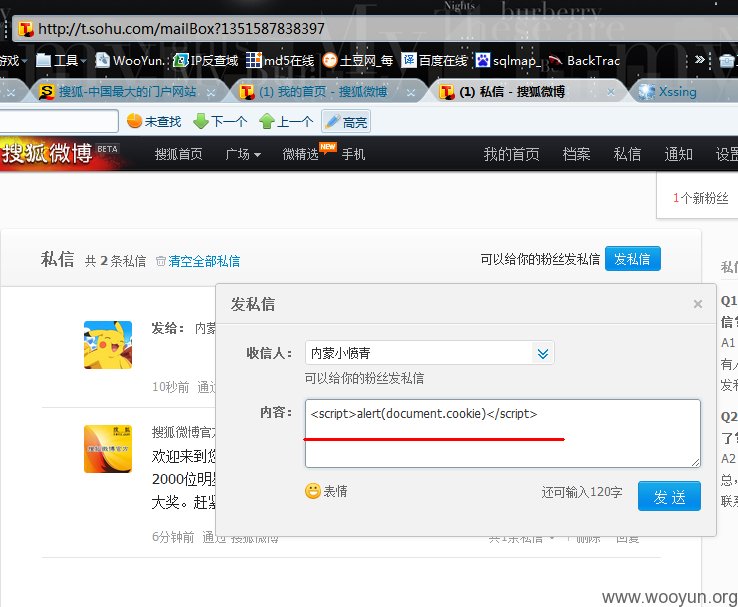 Nights
burberry
http://t.sohu.com/mailBox?1351587838397
游戏 工具 WooYun. IP反查域 md5在线 土豆网_每 百度在线 sqlmap_ BackTrac »
搜狐-中国最大的门户网站 (1) 我的首页 - 搜狐微博 (1) 私信 - 搜狐微博 Xssing
未查找 下一个 上一个 高亮
搜狐微博 BETA 搜狐首页 广场 微精选 NEW 手机 我的首页 档案 私信 通知 设置
1个新粉丝
私信 共 2 条私信 清空全部私信 可以给你的粉丝发私信 发私信
私信
发私信 ×
发给: 内蒙
收信人: 内蒙小愤青
可以给你的粉丝发私信
10秒前 通过
内容: <script>alert(document.cookie)</script>
搜狐微博官方
欢迎来到您
2000位明星
大奖。赶紧
表情 还可输入120字 发 送
6分钟前 通过 搜狐微博 共1条私信 删除 回复
Q1
信?
A1
有人
发私
Q2
了?
A2
总,
联系
www.wooyun.org